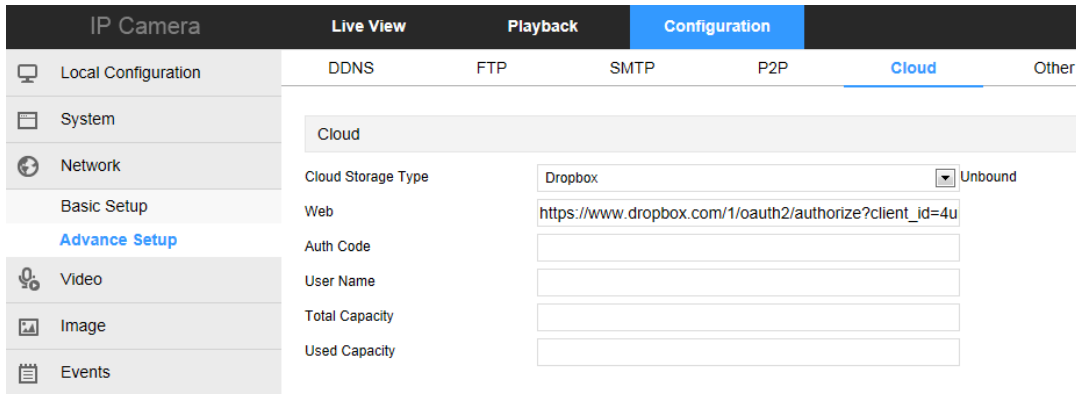 IP Camera Live View Playback Configuration
Local Configuration DDNS FTP SMTP P2P Cloud Other
System
Cloud
Network
Cloud Storage Type Dropbox Unbound
Basic Setup
Web https://www.dropbox.com/1/oauth2/authorize?client_id=4u
Advance Setup
Auth Code
Video
User Name
Image
Total Capacity
Used Capacity
Events